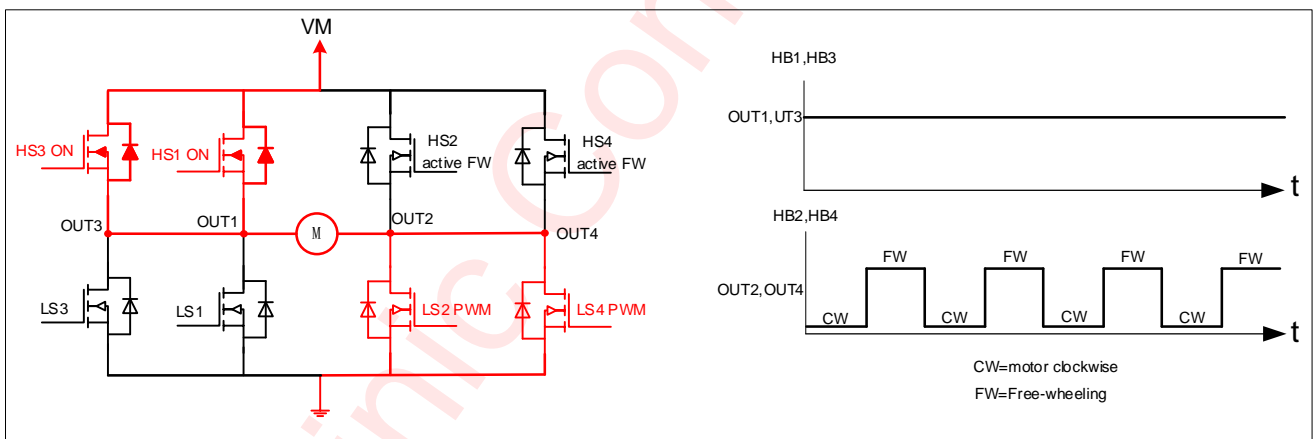 VM
HS3 ON
HS1 ON
HS2
active FW
HS4
active FW
OUT3
OUT1
M
OUT2
OUT4
LS3
LS1
LS2 PWM
LS4 PWM
HB1,HB3
OUT1,UT3
t
HB2,HB4
FW
FW
FW
FW
OUT2,OUT4
CW
CW
CW
CW
t
CW=motor clockwise
FW=Free-wheeling